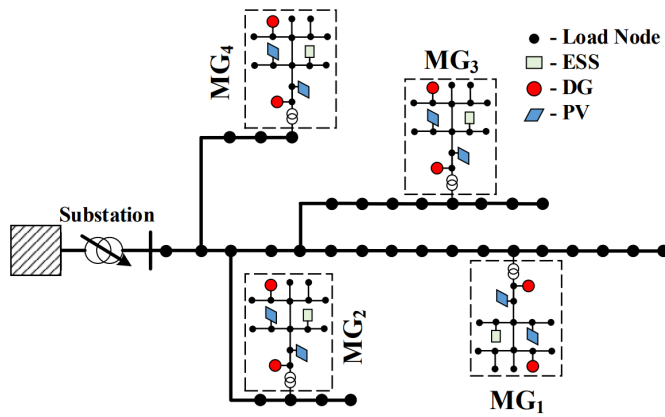 MG₄
MG₃
- Load Node
- ESS
- DG
- PV
Substation
MG₂
MG₁